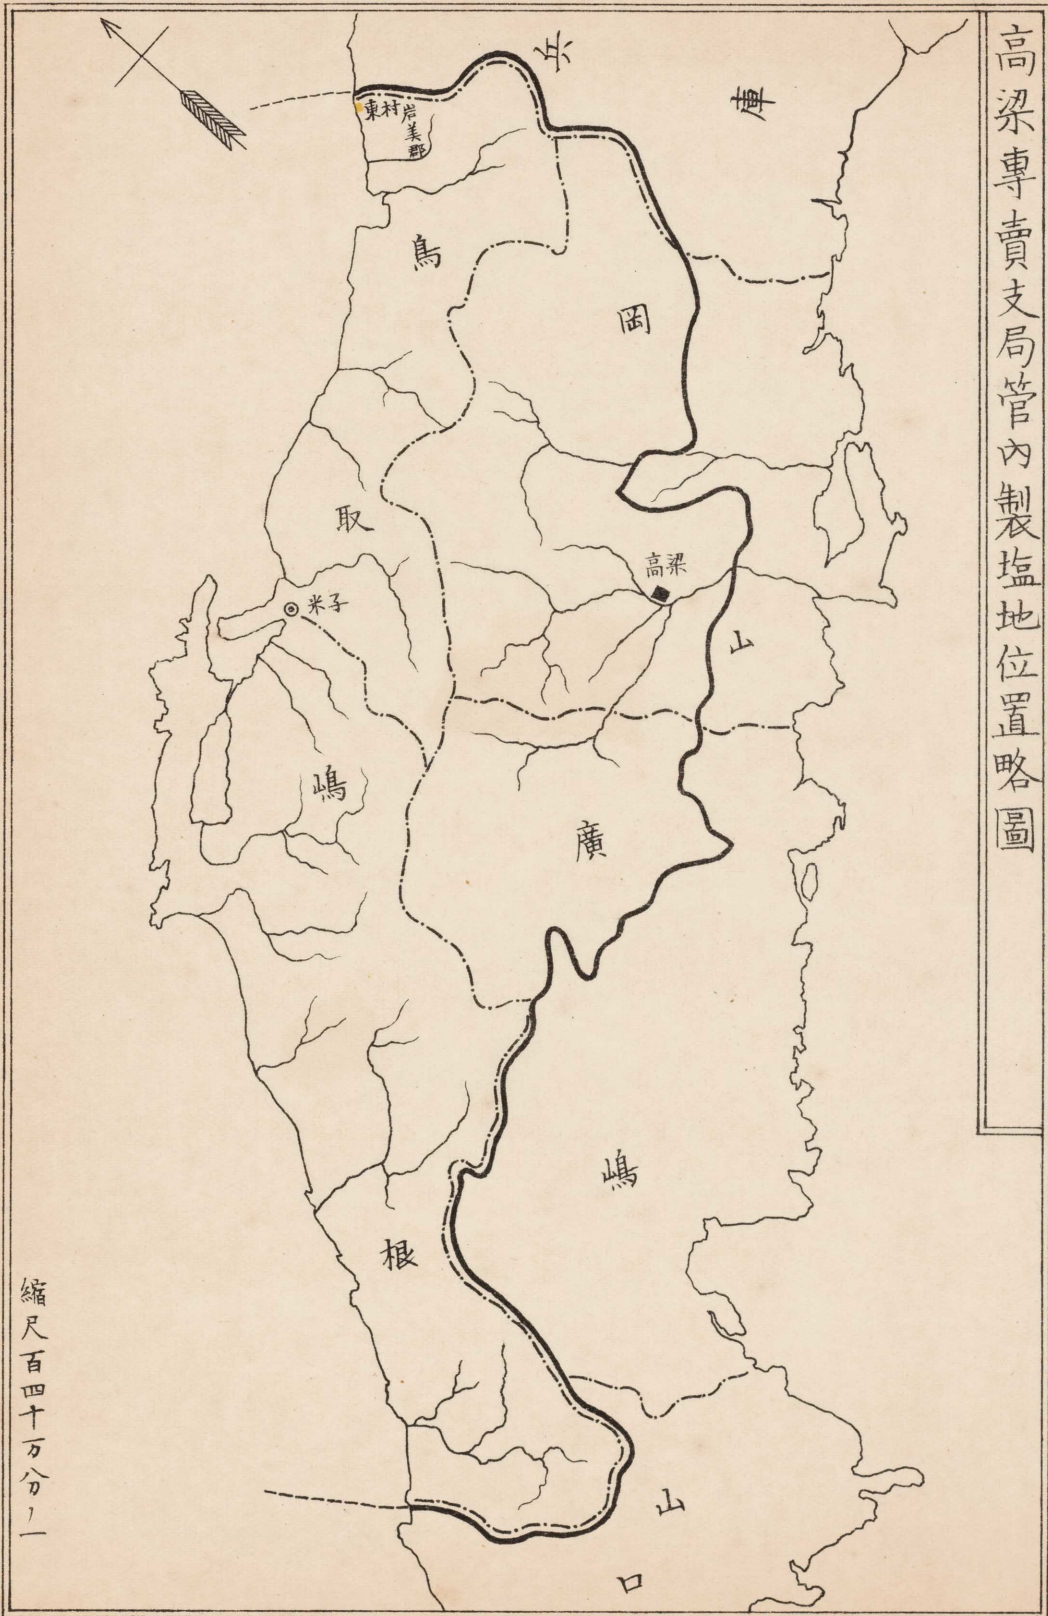 高梁專賣支局管內製塩地位置略圖
兵庫
東村
岩美郡
鳥取
岡山
米子
高梁
嶋根
廣嶋
山口
縮尺百四十万分ノ一